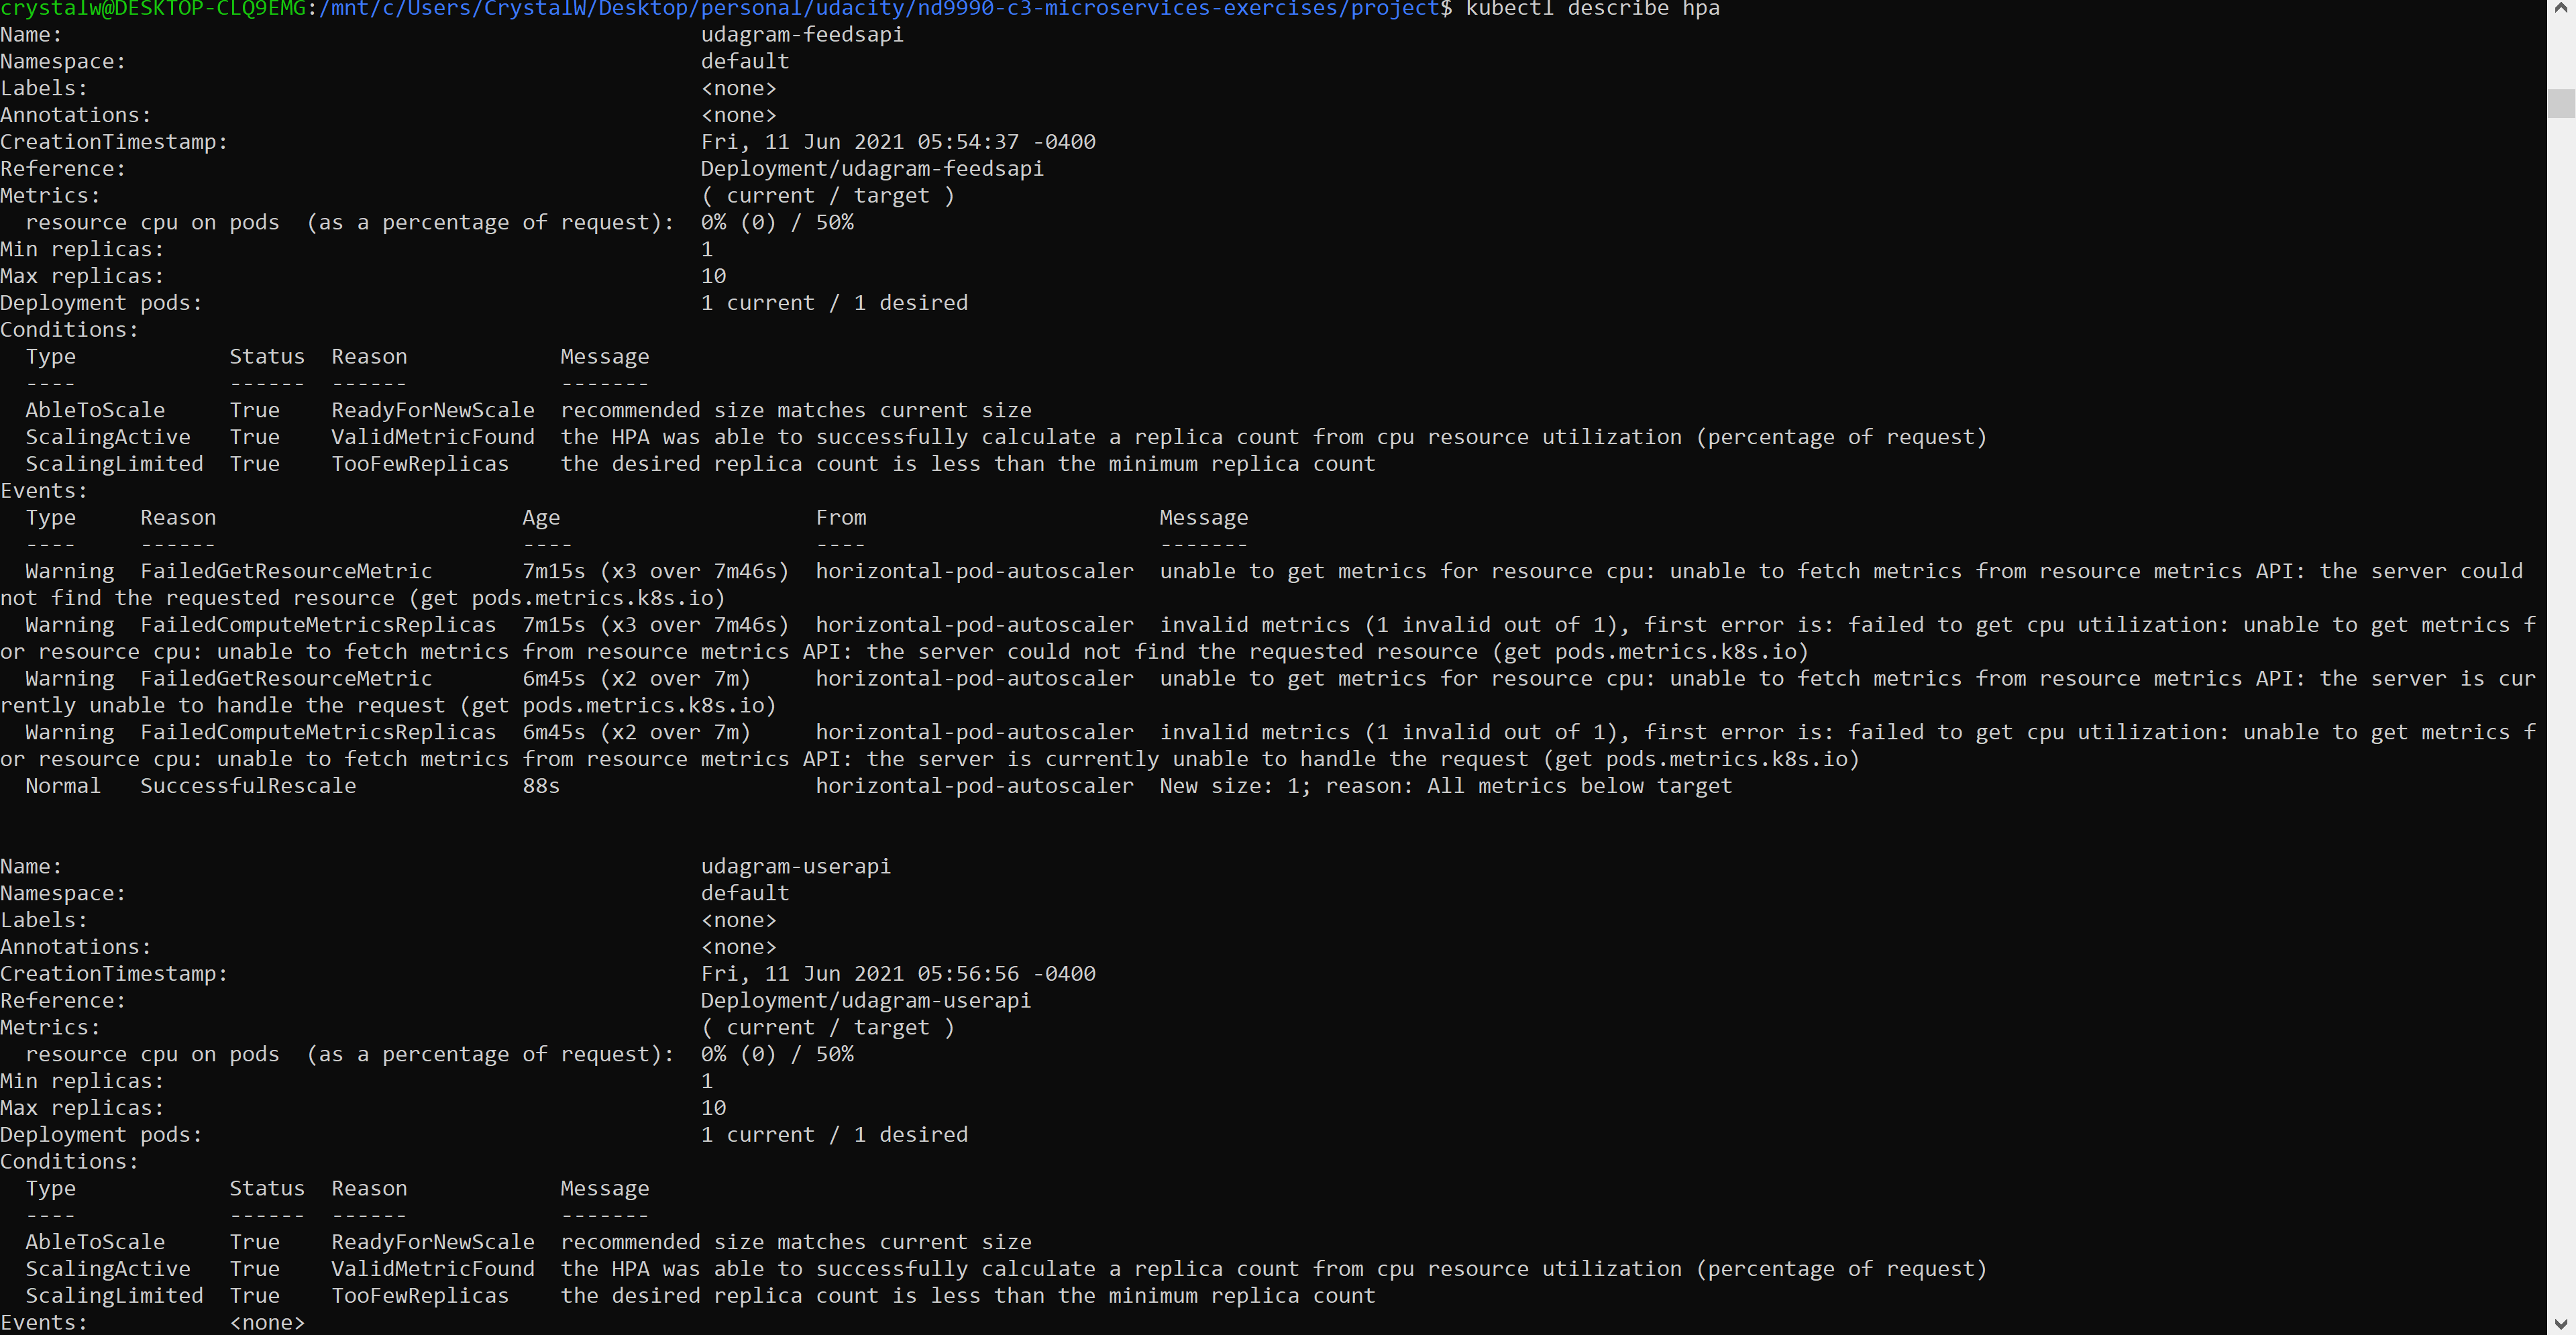 crystalw@DESKTOP-CLQ9EMG:/mnt/c/Users/CrystalW/Desktop/personal/udacity/nd9990-c3-microservices-exercises/project$ kubectl describe hpa
Name:                                                  udagram-feedsapi
Namespace:                                             default
Labels:                                                <none>
Annotations:                                           <none>
CreationTimestamp:                                     Fri, 11 Jun 2021 05:54:37 -0400
Reference:                                             Deployment/udagram-feedsapi
Metrics:                                               ( current / target )
  resource cpu on pods  (as a percentage of request):  0% (0) / 50%
Min replicas:                                          1
Max replicas:                                          10
Deployment pods:                                       1 current / 1 desired
Conditions:
  Type            Status  Reason            Message
  ----            ------  ------            -------
  AbleToScale     True    ReadyForNewScale  recommended size matches current size
  ScalingActive   True    ValidMetricFound  the HPA was able to successfully calculate a replica count from cpu resource utilization (percentage of request)
  ScalingLimited  True    TooFewReplicas    the desired replica count is less than the minimum replica count
Events:
  Type     Reason                        Age                    From                       Message
  ----     ------                        ----                   ----                       -------
  Warning  FailedGetResourceMetric       7m15s (x3 over 7m46s)  horizontal-pod-autoscaler  unable to get metrics for resource cpu: unable to fetch metrics from resource metrics API: the server could
not find the requested resource (get pods.metrics.k8s.io)
  Warning  FailedComputeMetricsReplicas  7m15s (x3 over 7m46s)  horizontal-pod-autoscaler  invalid metrics (1 invalid out of 1), first error is: failed to get cpu utilization: unable to get metrics f
or resource cpu: unable to fetch metrics from resource metrics API: the server could not find the requested resource (get pods.metrics.k8s.io)
  Warning  FailedGetResourceMetric       6m45s (x2 over 7m)     horizontal-pod-autoscaler  unable to get metrics for resource cpu: unable to fetch metrics from resource metrics API: the server is cur
rently unable to handle the request (get pods.metrics.k8s.io)
  Warning  FailedComputeMetricsReplicas  6m45s (x2 over 7m)     horizontal-pod-autoscaler  invalid metrics (1 invalid out of 1), first error is: failed to get cpu utilization: unable to get metrics f
or resource cpu: unable to fetch metrics from resource metrics API: the server is currently unable to handle the request (get pods.metrics.k8s.io)
  Normal   SuccessfulRescale             88s                    horizontal-pod-autoscaler  New size: 1; reason: All metrics below target
Name:                                                  udagram-userapi
Namespace:                                             default
Labels:                                                <none>
Annotations:                                           <none>
CreationTimestamp:                                     Fri, 11 Jun 2021 05:56:56 -0400
Reference:                                             Deployment/udagram-userapi
Metrics:                                               ( current / target )
  resource cpu on pods  (as a percentage of request):  0% (0) / 50%
Min replicas:                                          1
Max replicas:                                          10
Deployment pods:                                       1 current / 1 desired
Conditions:
  Type            Status  Reason            Message
  ----            ------  ------            -------
  AbleToScale     True    ReadyForNewScale  recommended size matches current size
  ScalingActive   True    ValidMetricFound  the HPA was able to successfully calculate a replica count from cpu resource utilization (percentage of request)
  ScalingLimited  True    TooFewReplicas    the desired replica count is less than the minimum replica count
Events:           <none>